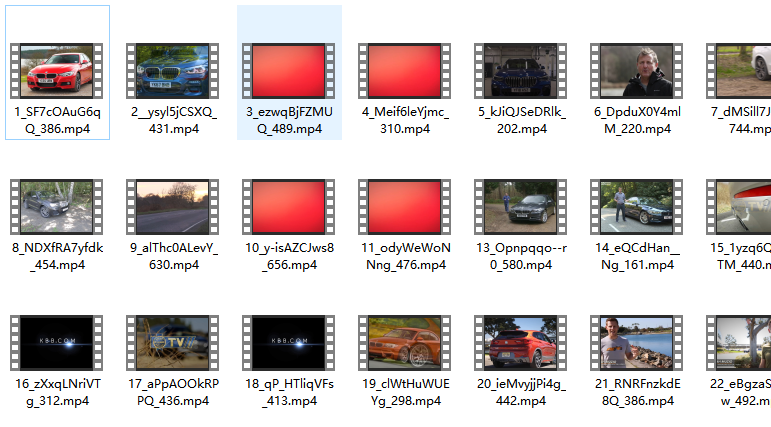 1_SF7cOAuG6q
Q_386.mp4
2__ysyl5jCSXQ_
431.mp4
3_ezwqBjFZMU
Q_489.mp4
4_Meif6leYjmc_
310.mp4
5_kJiQJSeDRlk_
202.mp4
6_DpduX0Y4ml
M_220.mp4
7_dMSill7J
744.mp4
8_NDXfRA7yfdk
_454.mp4
9_alThc0ALevY_
630.mp4
10_y-isAZCJws8
_656.mp4
11_odyWeWoN
Nng_476.mp4
13_Opnpqqo--r
0_580.mp4
14_eQCdHan__
Ng_161.mp4
15_1yzq6Q
TM_440.m
KBB.COM
TV
KBB.COM
16_zXxqLNriVT
g_312.mp4
17_aPpAOOkRP
PQ_436.mp4
18_qP_HTliqVFs
_413.mp4
19_clWtHuWUE
Yg_298.mp4
20_ieMvyjjPi4g_
442.mp4
21_RNRFnzkdE
8Q_386.mp4
22_eBgzaS
w_492.m